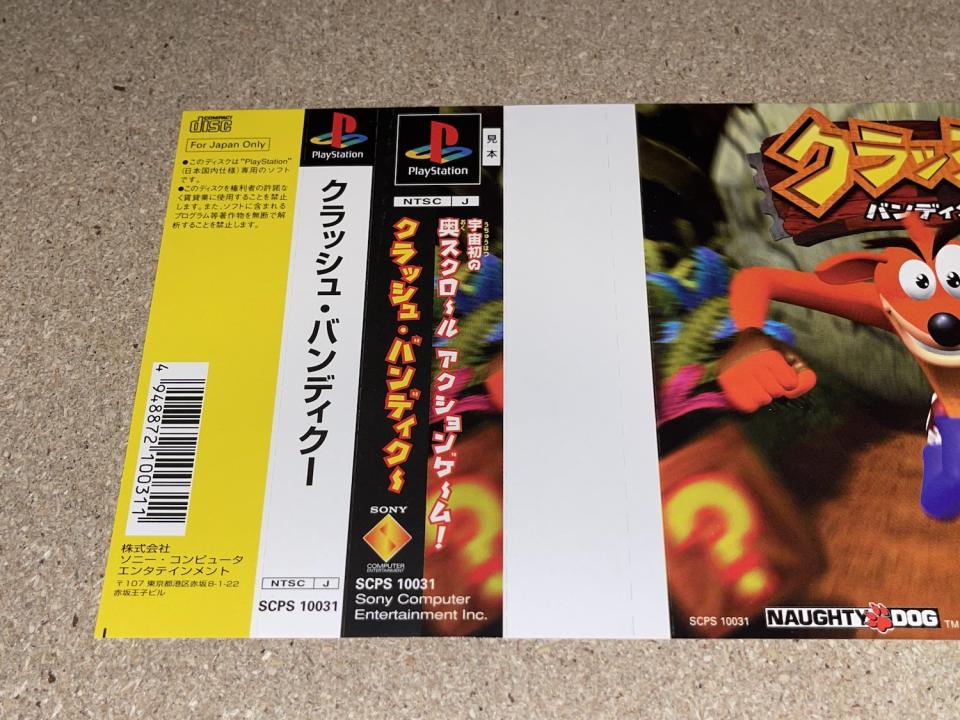 COMPACT
disc
For Japan Only
●このディスクは"PlayStation"
(日本国内仕様)専用のソフト
です。
●このディスクを権利者の許諾な
く賃貸業に使用することを禁止
します。また、ソフトに含まれる
プログラム等著作物を無断で解
析することを禁止します。
4 948872 100311
株式会社
ソニー・コンピュータ
エンタテインメント
〒107 東京都港区赤坂8-1-22
赤坂王子ビル
PlayStation
クラッシュ・バンディクー
NTSC J
SCPS 10031
PlayStation
見本
NTSC J
宇宙初の
うちゅうはつ
奥スクロ〜ル アクションゲ〜ム!
おく
クラッシュ・バンディク〜
SONY
COMPUTER
ENTERTAINMENT
SCPS 10031
Sony Computer
Entertainment Inc.
クラッ
バンディ
?
?
SCPS 10031
NAUGHTY DOG
TM